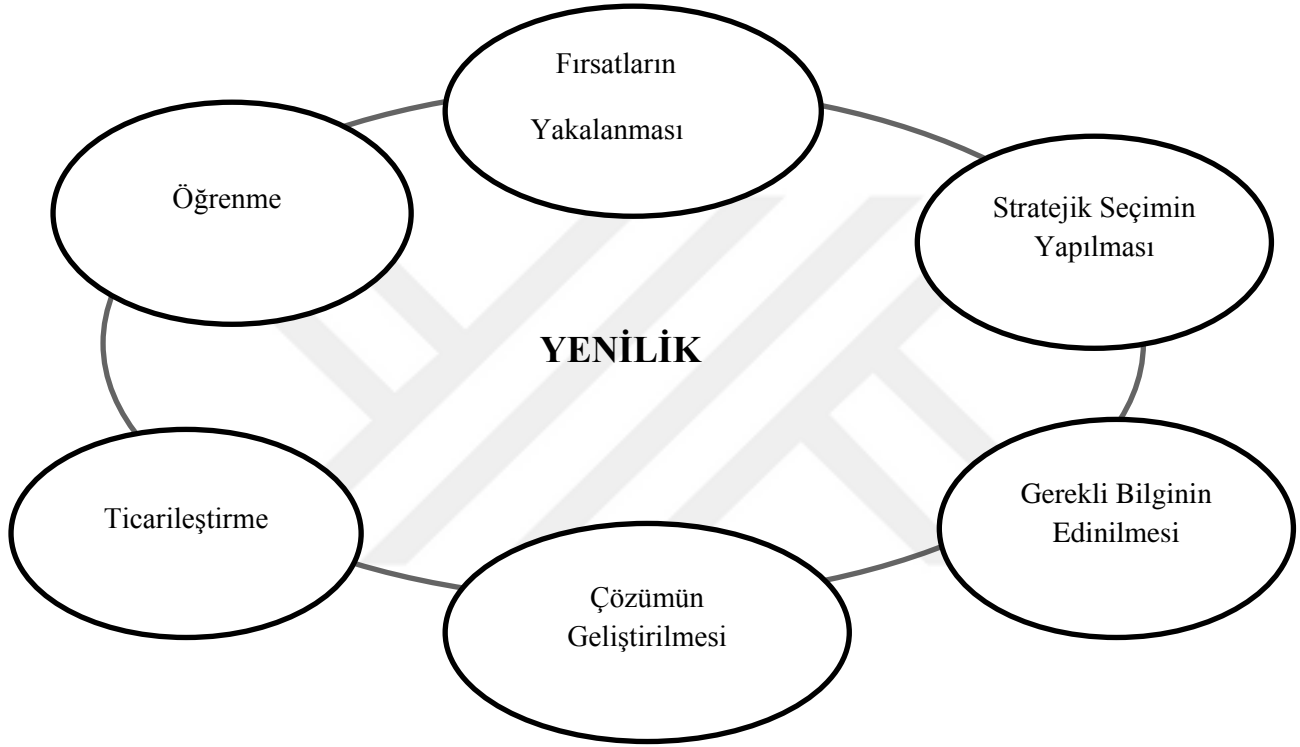 Fırsatların
Yakalanması
Öğrenme
Stratejik Seçimin
Yapılması
YENİLİK
Ticarileştirme
Gerekli Bilginin
Edinilmesi
Çözümün
Geliştirilmesi